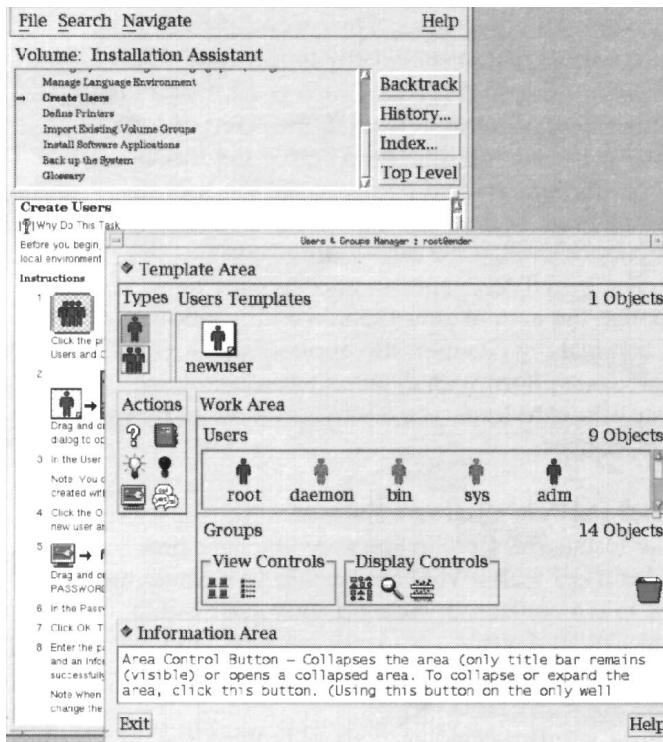 File Search Navigate Help
Volume: Installation Assistant
Manage Language Environment
Create Users
Define Printers
Import Existing Volume Groups
Install Software Applications
Back up the System
Glossary
Backtrack
History...
Index...
Top Level
Create Users
Why Do This Task
Before you begin,
local environment
Instructions
1
Click the
Users and
2
Drag and
dialog to
3 In the User
Note: You
created
4 Click the
new user
5
Drag and
PASSWORD
6 In the
7 Click OK.
8 Enter the
and an
successfully
Note When
change the
Users & Groups Manager : root@ender
Template Area
Types Users Templates 1 Objects
newuser
Actions Work Area
Users 9 Objects
root daemon bin sys adm
Groups 14 Objects
View Controls Display Controls
Information Area
Area Control Button – Collapses the area (only title bar remains
(visible) or opens a collapsed area. To collapse or expand the
area, click this button. (Using this button on the only well
Exit Help